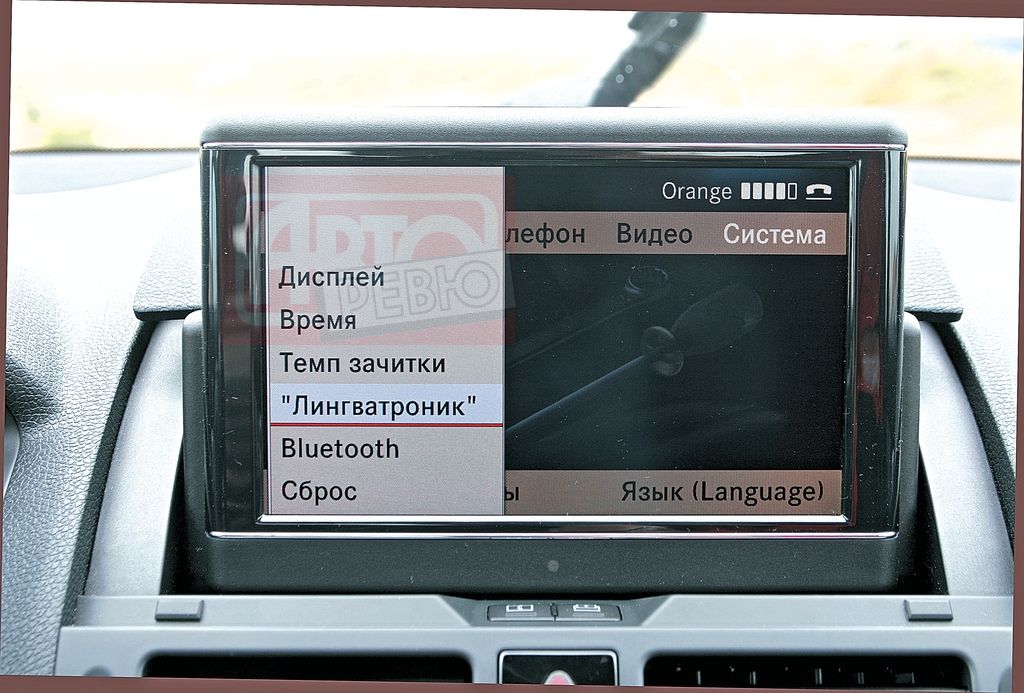 Orange
лефон Видео Система
АВТО
РЕВЮ
Дисплей
Время
Темп зачитки
"Лингватроник"
Bluetooth
Сброс
ы Язык (Language)